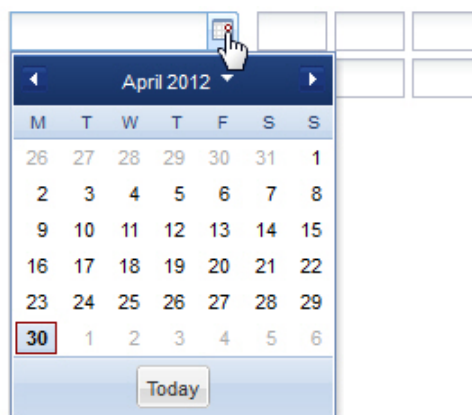 April 2012
M T W T F S S
26 27 28 29 30 31 1
2 3 4 5 6 7 8
9 10 11 12 13 14 15
16 17 18 19 20 21 22
23 24 25 26 27 28 29
30 1 2 3 4 5 6
Today